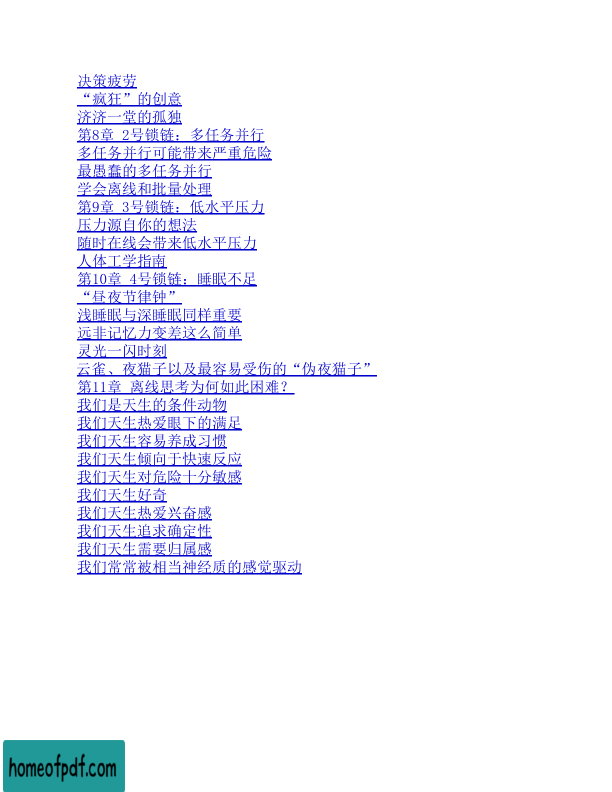 决策疲劳
“疯狂”的创意
济济一堂的孤独
第8章 2号锁链：多任务并行
多任务并行可能带来严重危险
最愚蠢的多任务并行
学会离线和批量处理
第9章 3号锁链：低水平压力
压力源自你的想法
随时在线会带来低水平压力
人体工学指南
第10章 4号锁链：睡眠不足
“昼夜节律钟”
浅睡眠与深睡眠同样重要
远非记忆力变差这么简单
灵光一闪时刻
云雀、夜猫子以及最容易受伤的“伪夜猫子”
第11章 离线思考为何如此困难？
我们是天生的条件动物
我们天生热爱眼下的满足
我们天生容易养成习惯
我们天生倾向于快速反应
我们天生对危险十分敏感
我们天生好奇
我们天生热爱兴奋感
我们天生追求确定性
我们天生需要归属感
我们常常被相当神经质的感觉驱动
homeofpdf.com